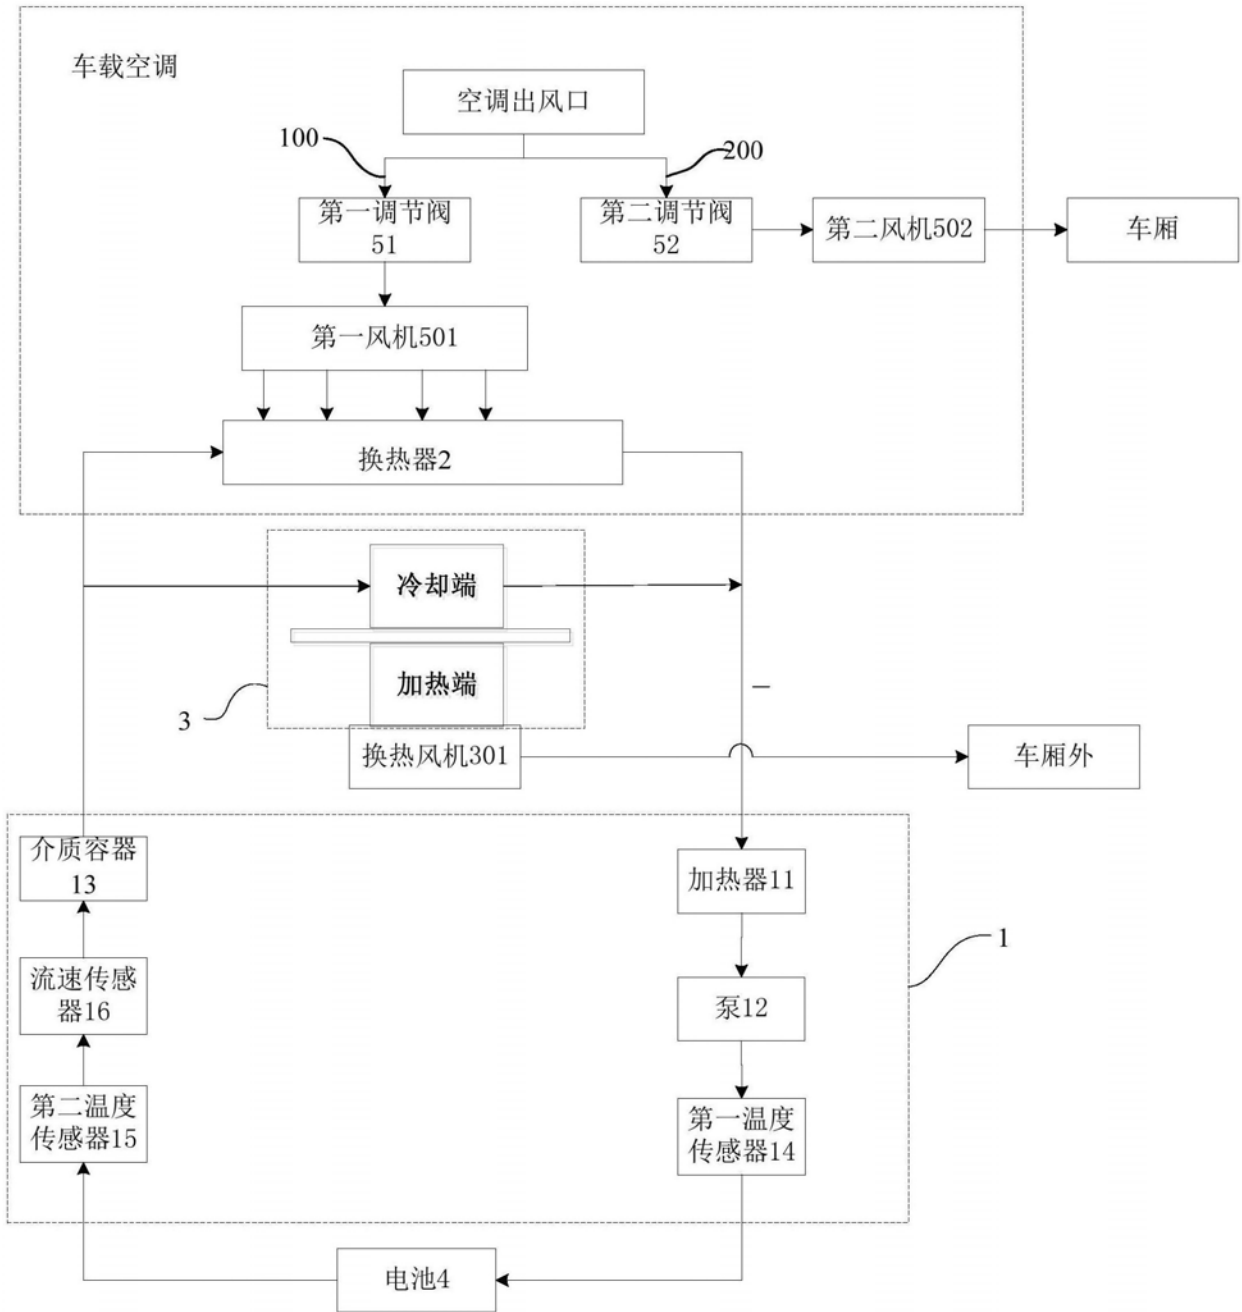 车载空调
空调出风口
100
200
第一调节阀
51
第二调节阀
52
第二风机502
车厢
第一风机501
换热器2
冷却端
加热端
3
换热风机301
车厢外
介质容器
13
加热器11
1
流速传感
器16
泵12
第二温度
传感器15
第一温度
传感器14
电池4